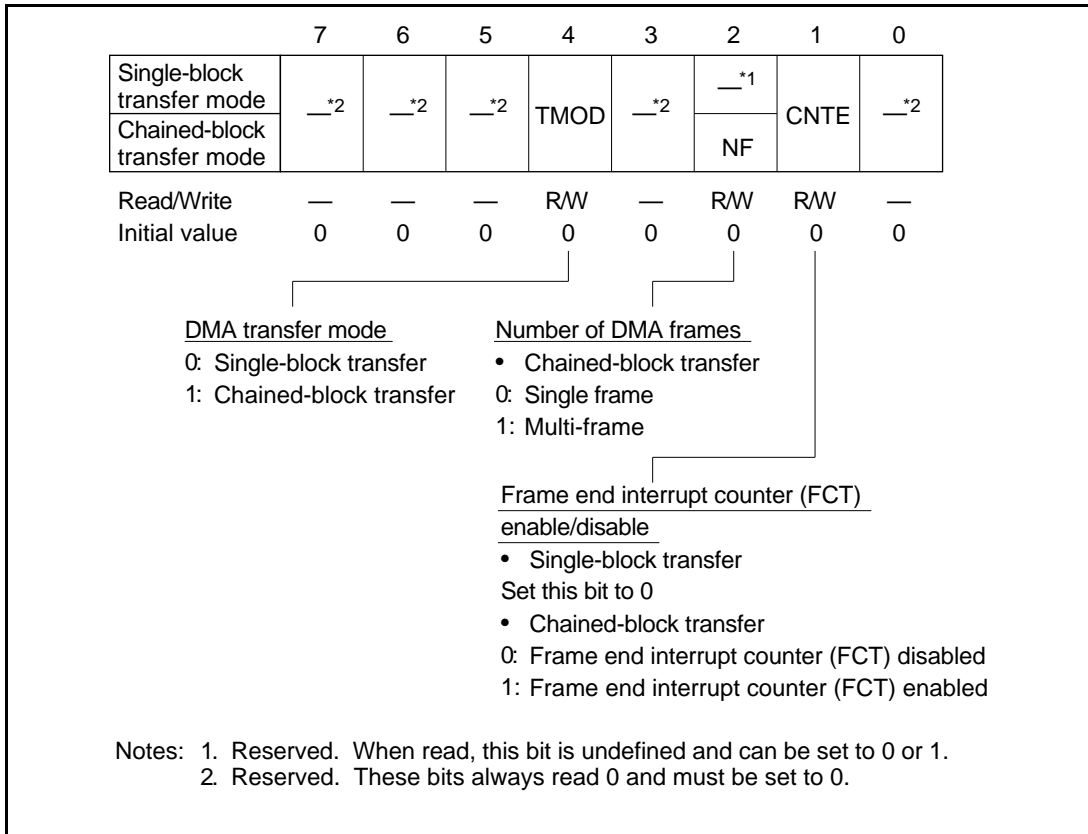 7 6 5 4 3 2 1 0
Single-block
transfer mode
Chained-block
transfer mode
—*2 —*2 —*2 TMOD —*2 —*1 CNTE —*2
NF
Read/Write — — — R/W — R/W R/W —
Initial value 0 0 0 0 0 0 0 0
DMA transfer mode
0: Single-block transfer
1: Chained-block transfer
Number of DMA frames
• Chained-block transfer
0: Single frame
1: Multi-frame
Frame end interrupt counter (FCT)
enable/disable
• Single-block transfer
Set this bit to 0
• Chained-block transfer
0: Frame end interrupt counter (FCT) disabled
1: Frame end interrupt counter (FCT) enabled
Notes: 1. Reserved. When read, this bit is undefined and can be set to 0 or 1.
2. Reserved. These bits always read 0 and must be set to 0.